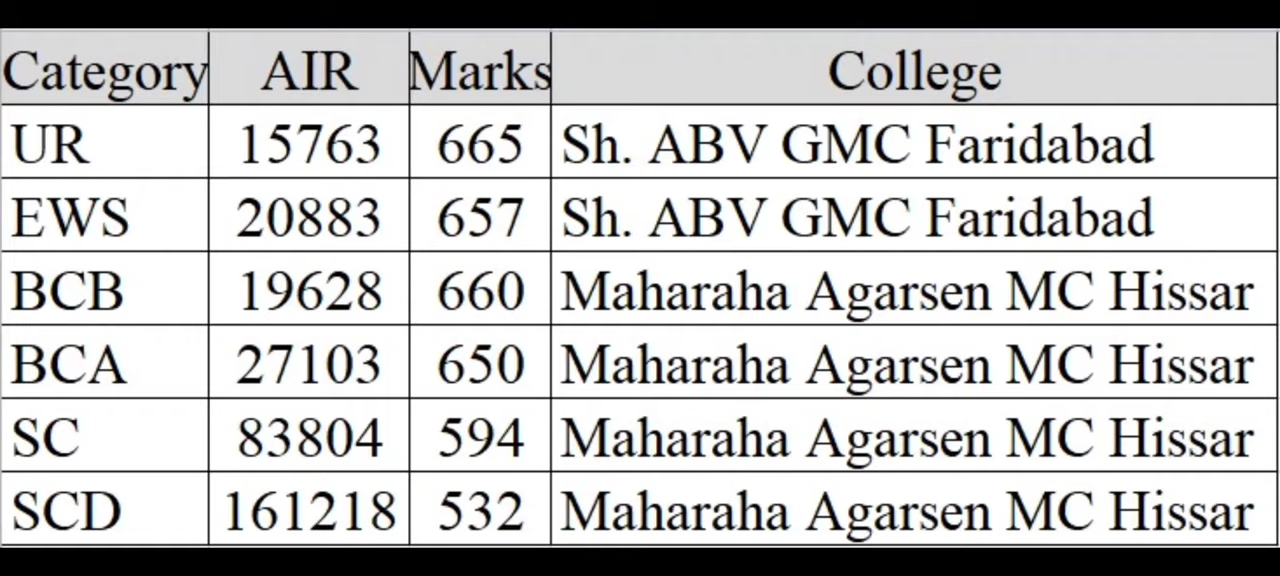 Category AIR Marks College
UR 15763 665 Sh. ABV GMC Faridabad
EWS 20883 657 Sh. ABV GMC Faridabad
BCB 19628 660 Maharaha Agarsen MC Hissar
BCA 27103 650 Maharaha Agarsen MC Hissar
SC 83804 594 Maharaha Agarsen MC Hissar
SCD 161218 532 Maharaha Agarsen MC Hissar